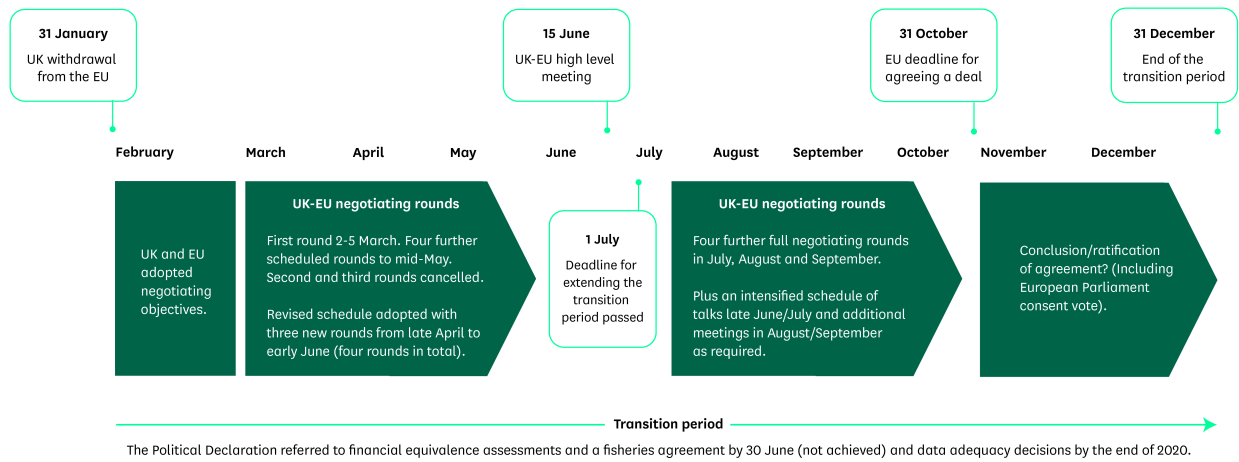 31 January
UK withdrawal
from the EU
15 June
UK-EU high level
meeting
31 October
EU deadline for
agreeing a deal
31 December
End of the
transition period
February
March
April
May
June
July
August
September
October
November
December
UK and EU
adopted
negotiating
objectives.
UK-EU negotiating rounds
First round 2-5 March. Four further
scheduled rounds to mid-May.
Second and third rounds cancelled.
Revised schedule adopted with
three new rounds from late April to
early June (four rounds in total).
1 July
Deadline for
extending the
transition
period passed
UK-EU negotiating rounds
Four further full negotiating rounds
in July, August and September.
Plus an intensified schedule of
talks late June/July and additional
meetings in August/September
as required.
Conclusion/ratification
of agreement? (Including
European Parliament
consent vote).
Transition period
The Political Declaration referred to financial equivalence assessments and a fisheries agreement by 30 June (not achieved) and data adequacy decisions by the end of 2020.